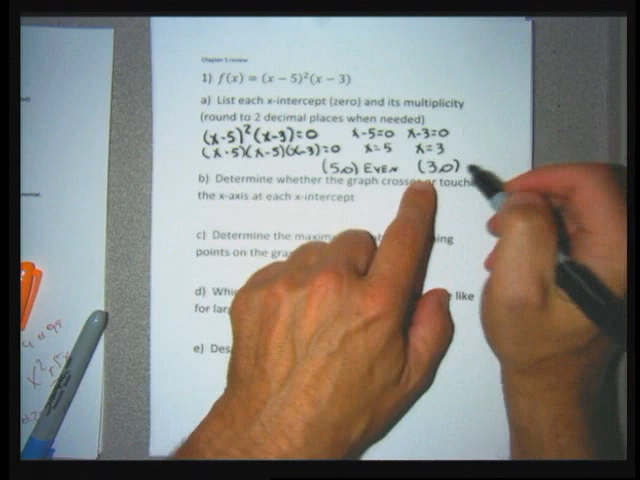 Chapter 5 review
1) f(x) = (x − 5)²(x − 3)
a) List each x-intercept (zero) and its multiplicity
(round to 2 decimal places when needed)
(x-5)²(x-3)=0 x-5=0 x-3=0
(x-5)(x-5)(x-3)=0 x=5 x=3
(5,0) EVEN (3,0)
b) Determine whether the graph crosses or touche
the x-axis at each x-intercept
c) Determine the maxim
points on the gra
d) Whi like
for lar
e) Des